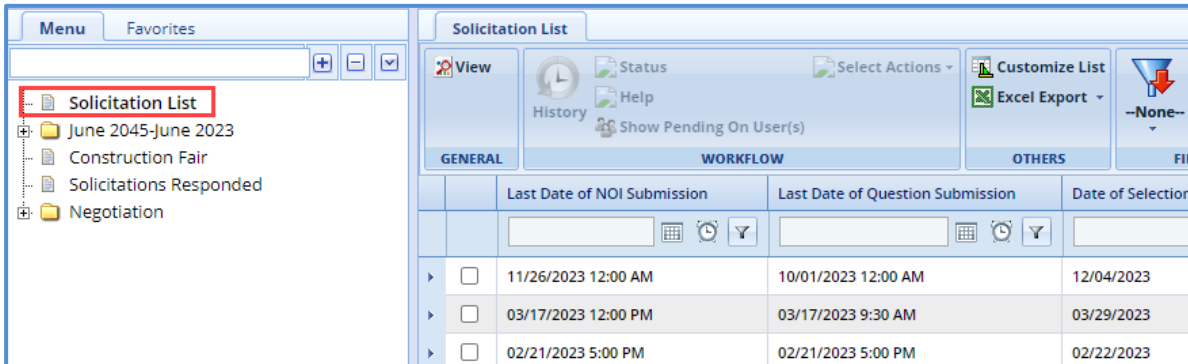 Menu
Favorites
Solicitation List
June 2045-June 2023
Construction Fair
Solicitations Responded
Negotiation
Solicitation List
View
GENERAL
History
Status
Help
Show Pending On User(s)
Select Actions
WORKFLOW
Customize List
Excel Export
OTHERS
--None--
FI
Last Date of NOI Submission
Last Date of Question Submission
Date of Selection
11/26/2023 12:00 AM
10/01/2023 12:00 AM
12/04/2023
03/17/2023 12:00 PM
03/17/2023 9:30 AM
03/29/2023
02/21/2023 5:00 PM
02/21/2023 5:00 PM
02/22/2023